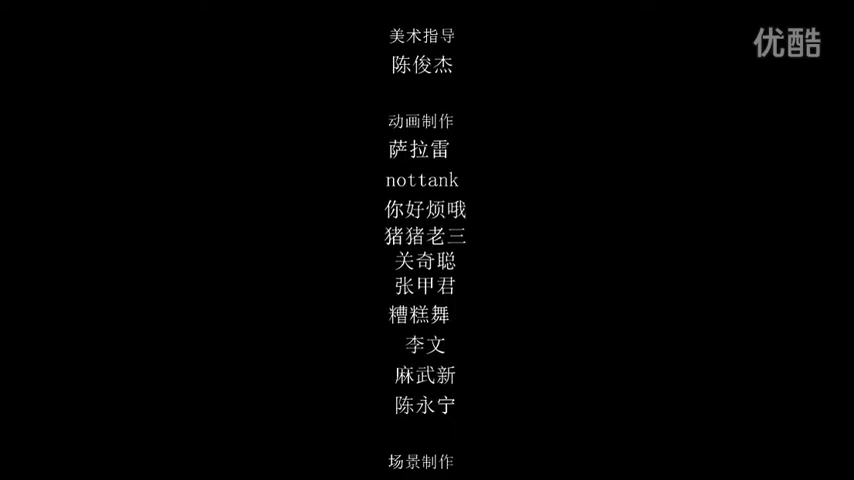 美术指导
优酷
陈俊杰
动画制作
萨拉雷
nottank
你好烦哦
猪猪老三
关奇聪
张甲君
糟糕舞
李文
麻武新
陈永宁
场景制作